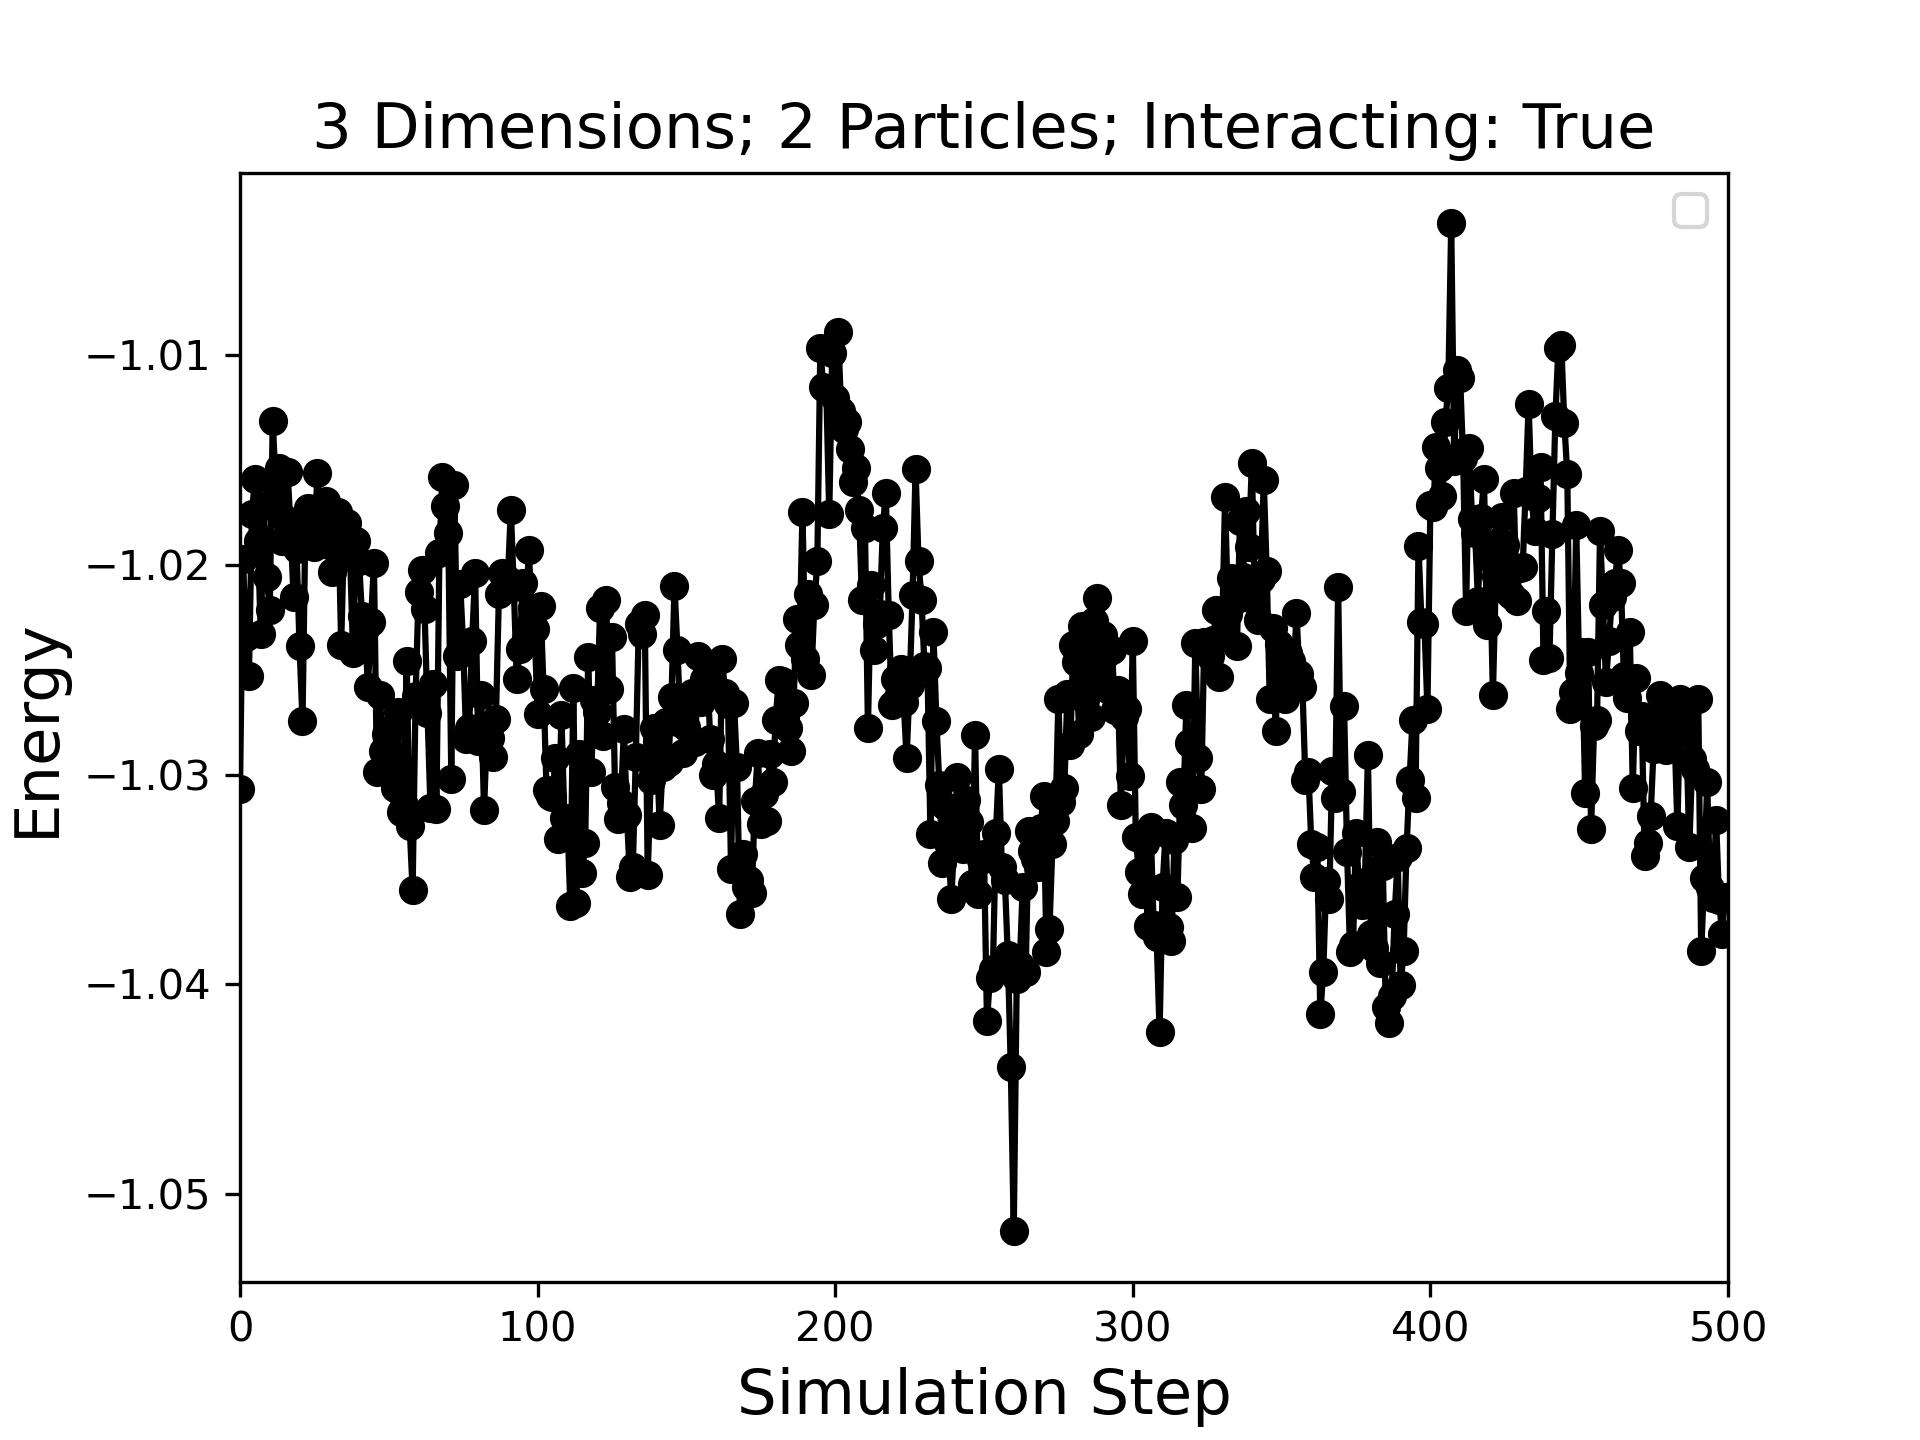 3 Dimensions; 2 Particles; Interacting: True
Energy
−1.01
−1.02
−1.03
−1.04
−1.05
0 100 200 300 400 500
Simulation Step